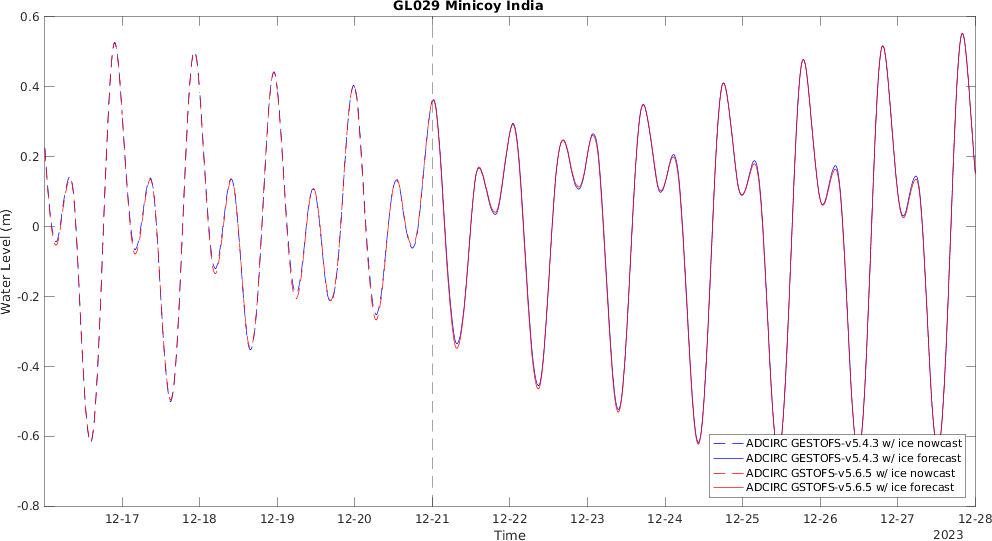 GL029 Minicoy India
0.6
0.4
0.2
0
-0.2
-0.4
-0.6
-0.8
Water Level (m)
ADCIRC GESTOFS-v5.4.3 w/ ice nowcast
ADCIRC GESTOFS-v5.4.3 w/ ice forecast
ADCIRC GSTOFS-v5.6.5 w/ ice nowcast
ADCIRC GSTOFS-v5.6.5 w/ ice forecast
12-17 12-18 12-19 12-20 12-21 12-22 12-23 12-24 12-25 12-26 12-27 12-28
Time
2023